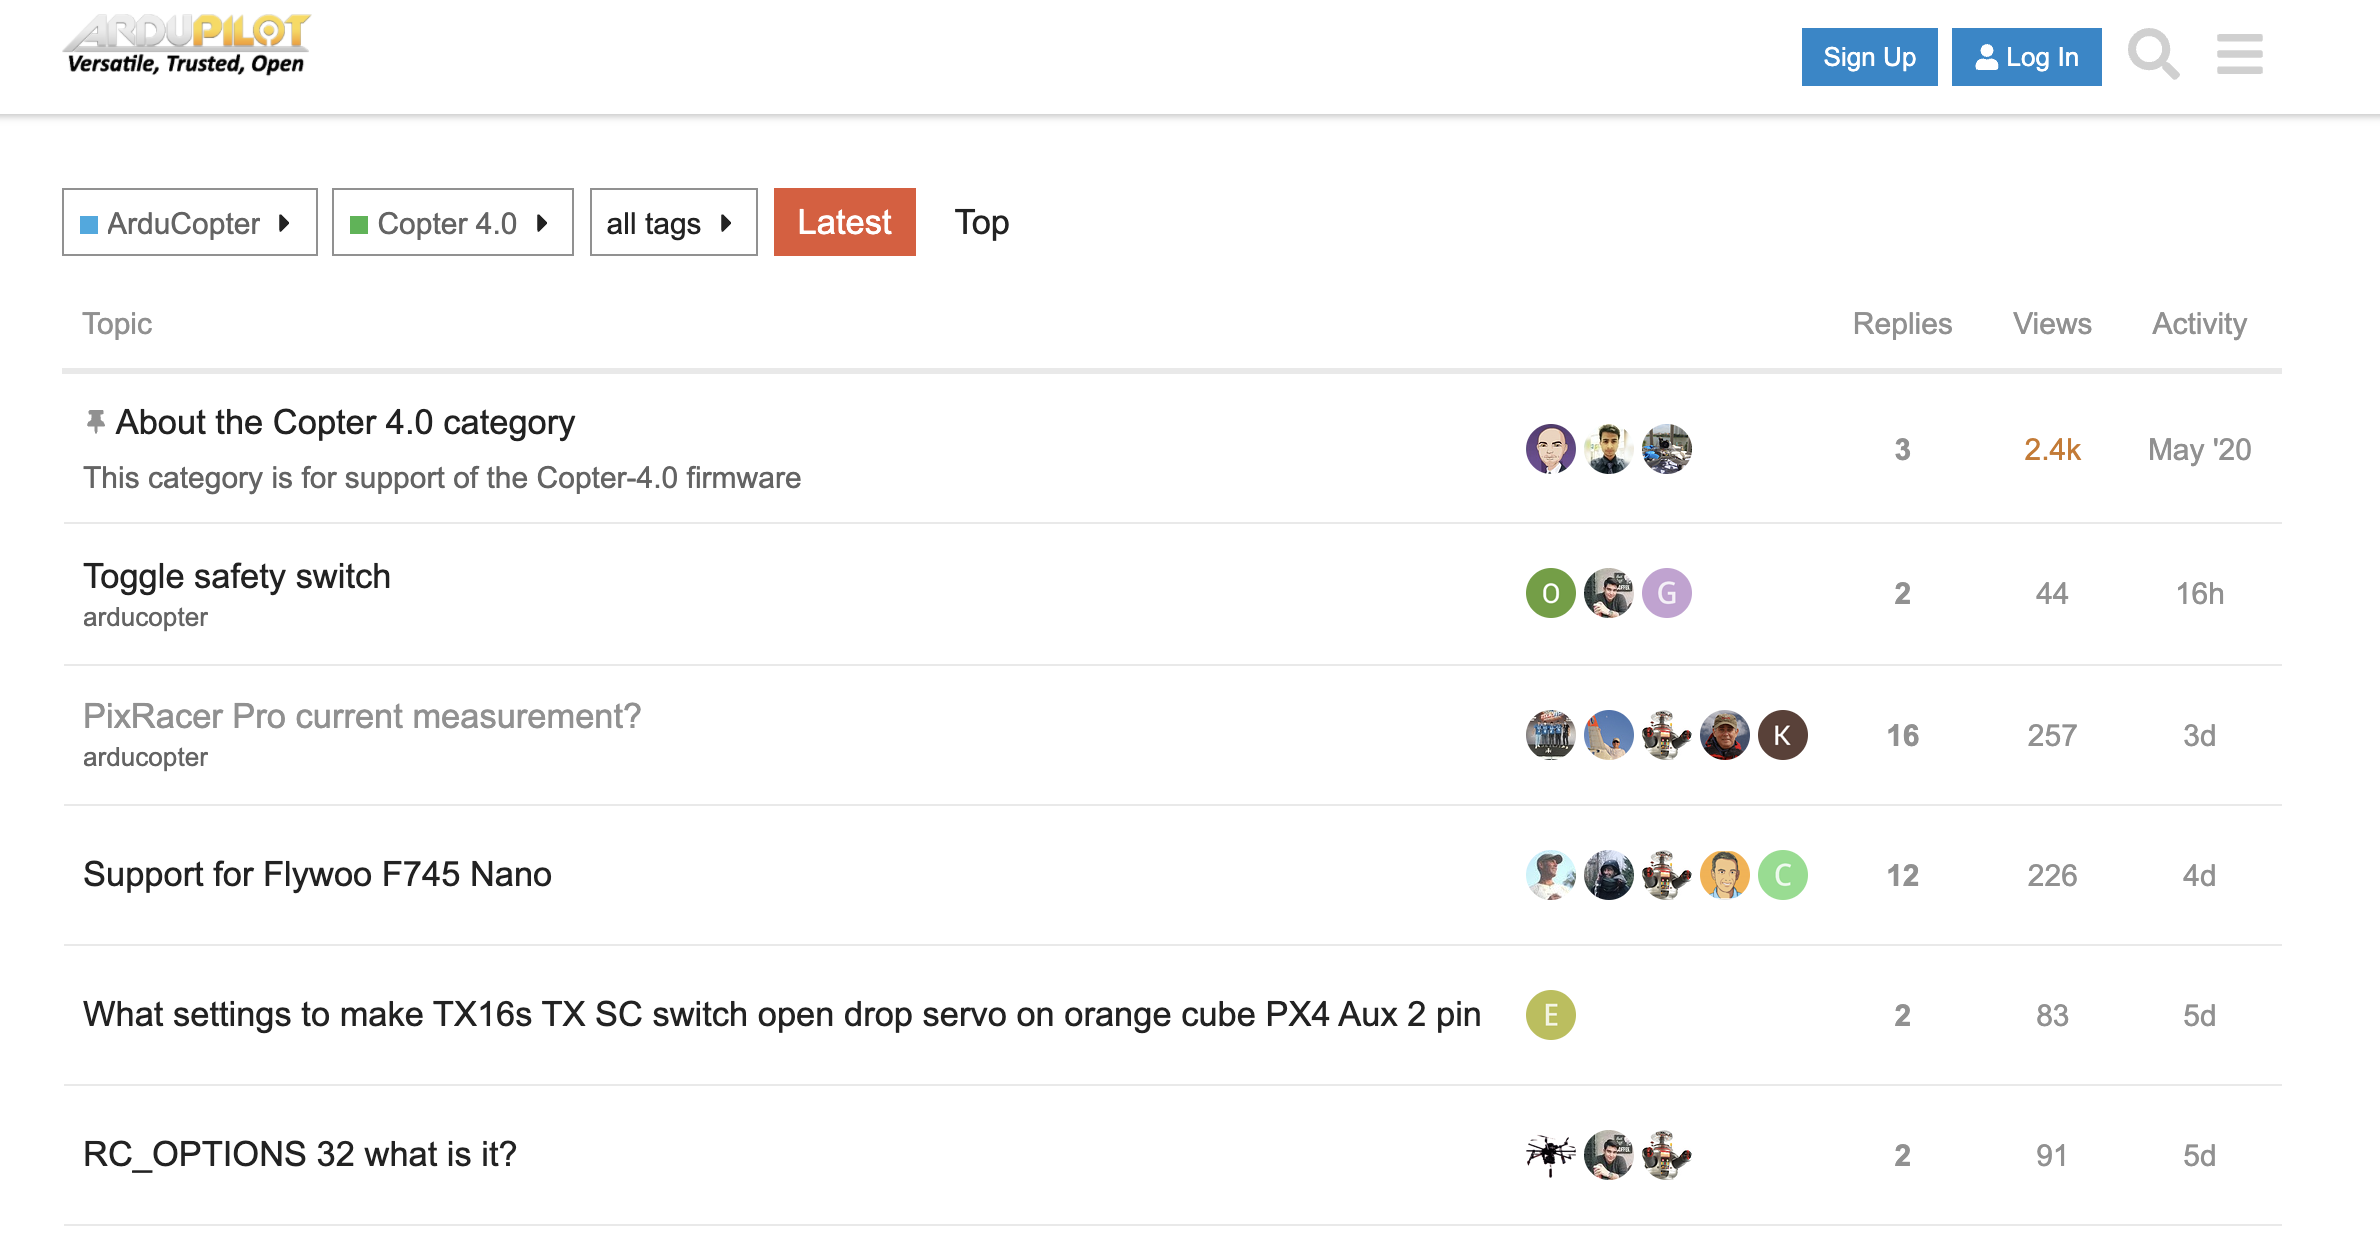 ARDUPILOT
Versatile, Trusted, Open
Sign Up
Log In
ArduCopter
Copter 4.0
all tags
Latest
Top
Topic
Replies
Views
Activity
About the Copter 4.0 category
This category is for support of the Copter-4.0 firmware
3
2.4k
May '20
Toggle safety switch
arducopter
O
G
2
44
16h
PixRacer Pro current measurement?
arducopter
K
16
257
3d
Support for Flywoo F745 Nano
C
12
226
4d
What settings to make TX16s TX SC switch open drop servo on orange cube PX4 Aux 2 pin
E
2
83
5d
RC_OPTIONS 32 what is it?
2
91
5d